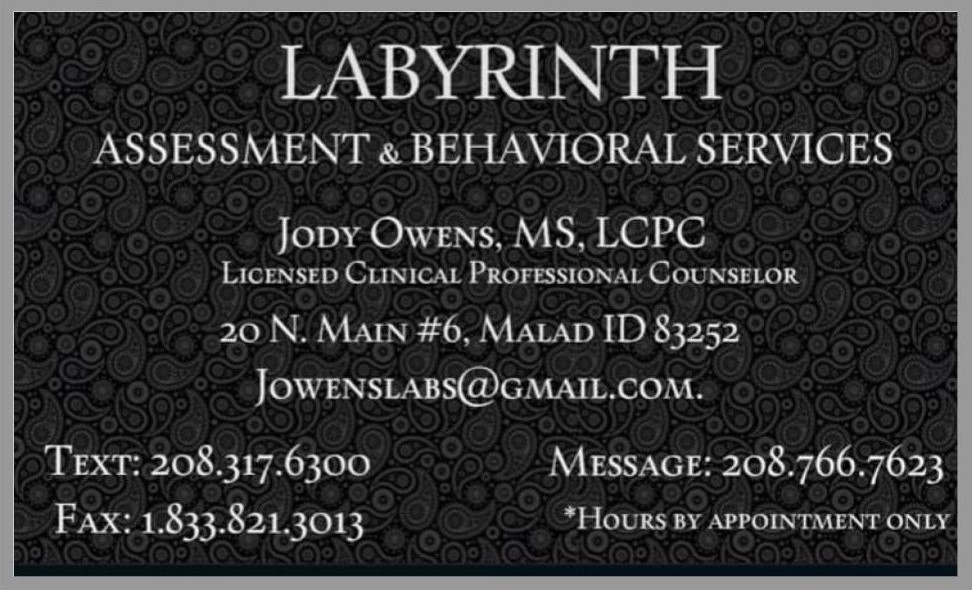 LABYRINTH
ASSESSMENT & BEHAVIORAL SERVICES
JODY OWENS, MS, LCPC
LICENSED CLINICAL PROFESSIONAL COUNSELOR
20 N. MAIN #6, MALAD ID 83252
JOWENSLABS@GMAIL.COM.
TEXT: 208.317.6300
MESSAGE: 208.766.7623
FAX: 1.833.821.3013
*HOURS BY APPOINTMENT ONLY